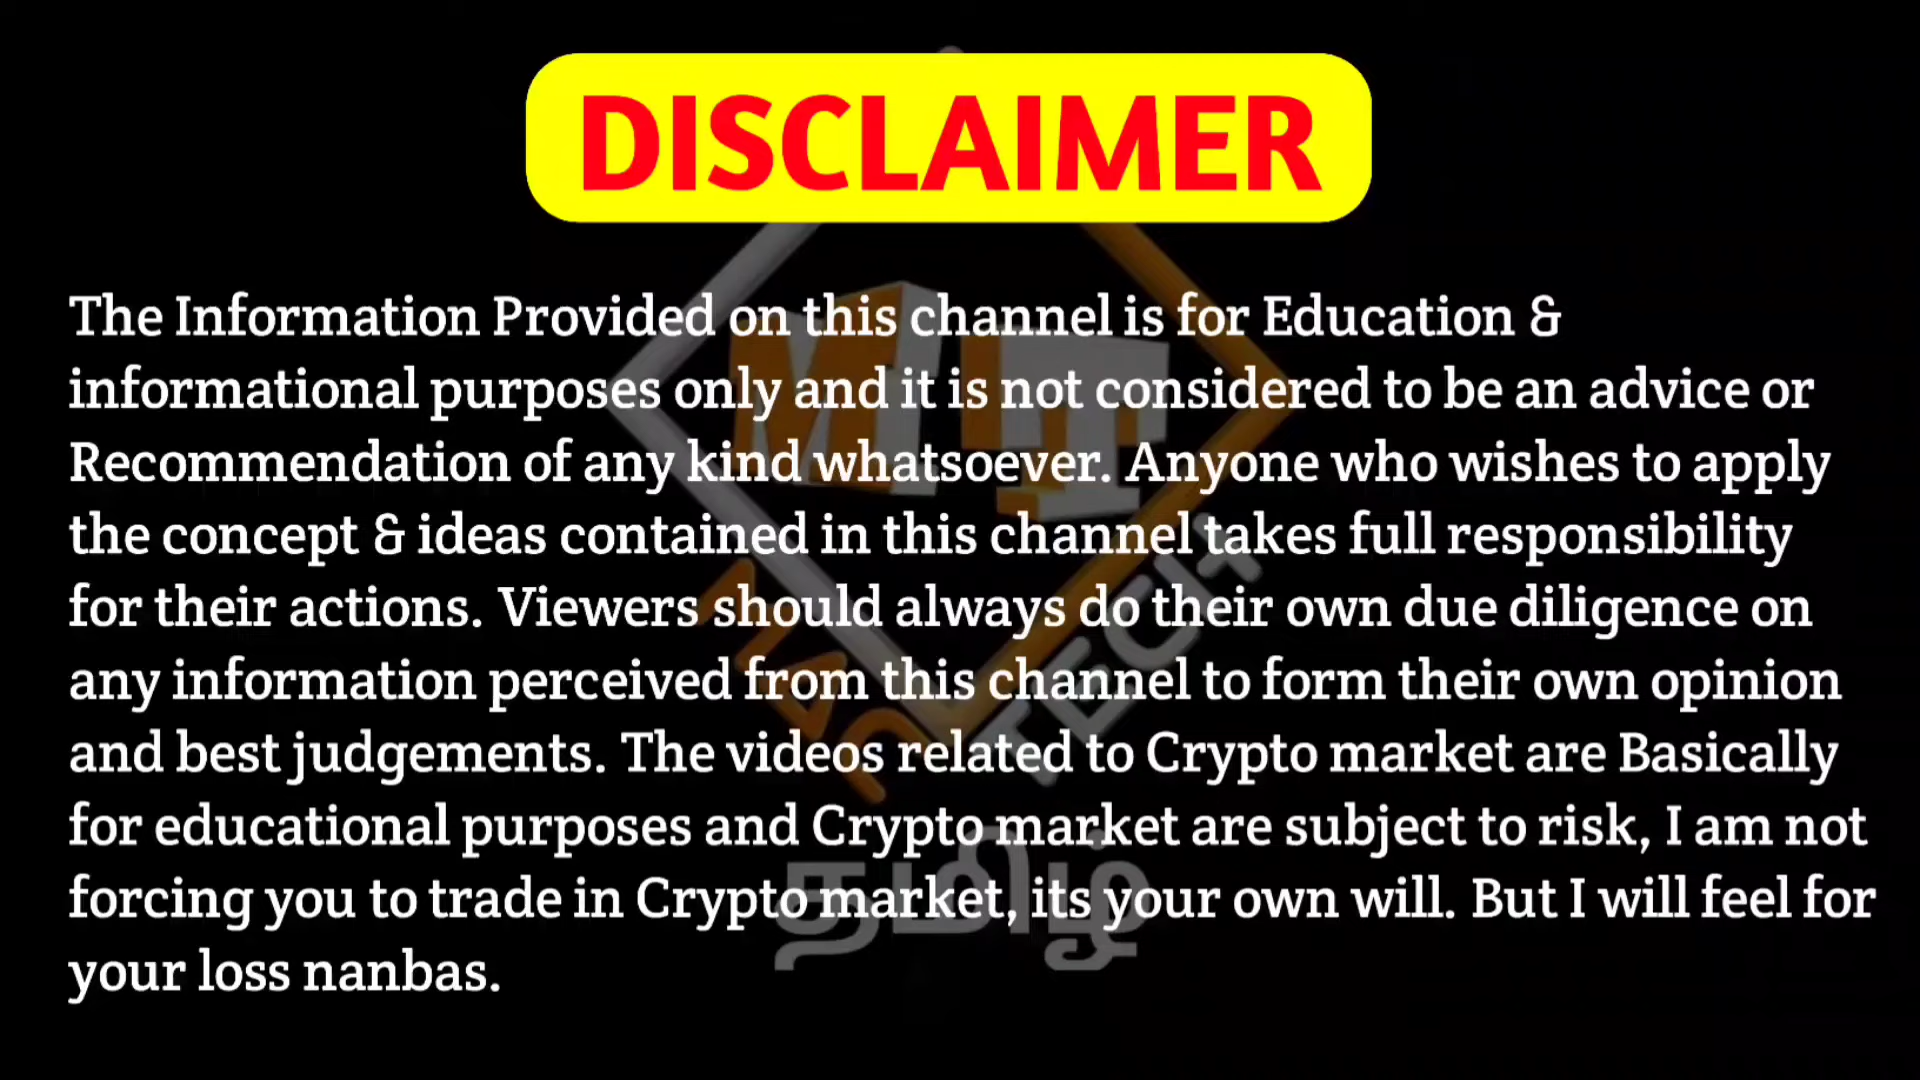 DISCLAIMER
The Information Provided on this channel is for Education &
informational purposes only and it is not considered to be an advice or
Recommendation of any kind whatsoever. Anyone who wishes to apply
the concept & ideas contained in this channel takes full responsibility
for their actions. Viewers should always do their own due diligence on
any information perceived from this channel to form their own opinion
and best judgements. The videos related to Crypto market are Basically
for educational purposes and Crypto market are subject to risk, I am not
forcing you to trade in Crypto market, its your own will. But I will feel for
your loss nanbas.
MT
MAD TECH
தமிழ்